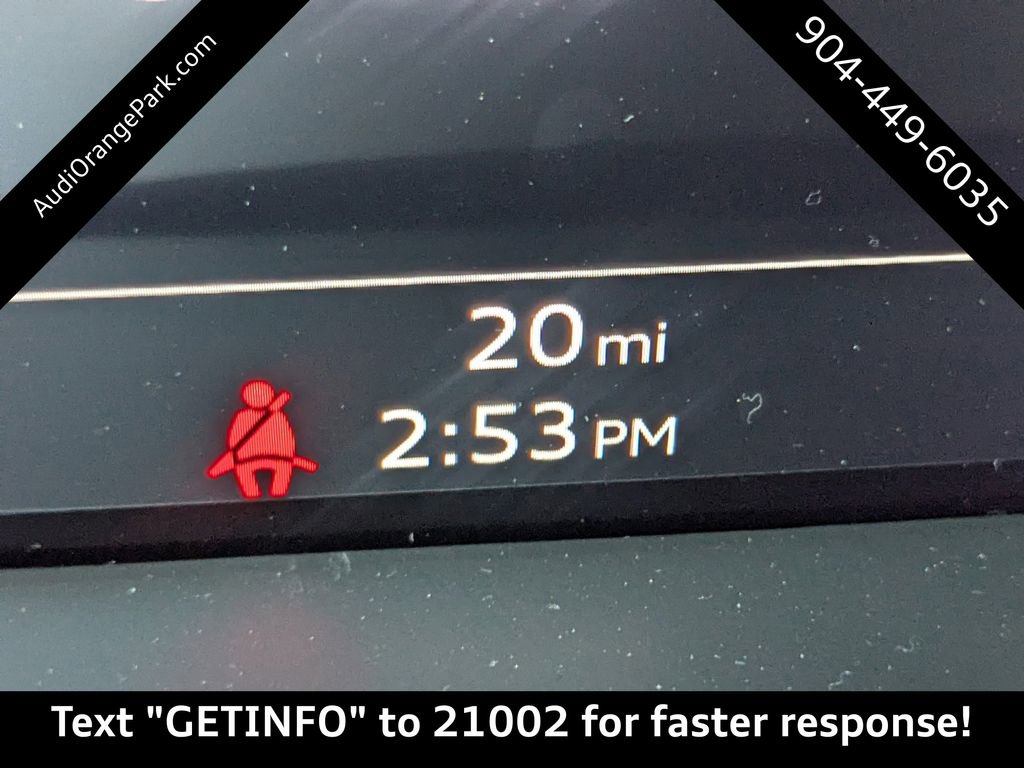 AudiOrangePark.com
904-449-6035
20 mi
2:53 PM
Text "GETINFO" to 21002 for faster response!